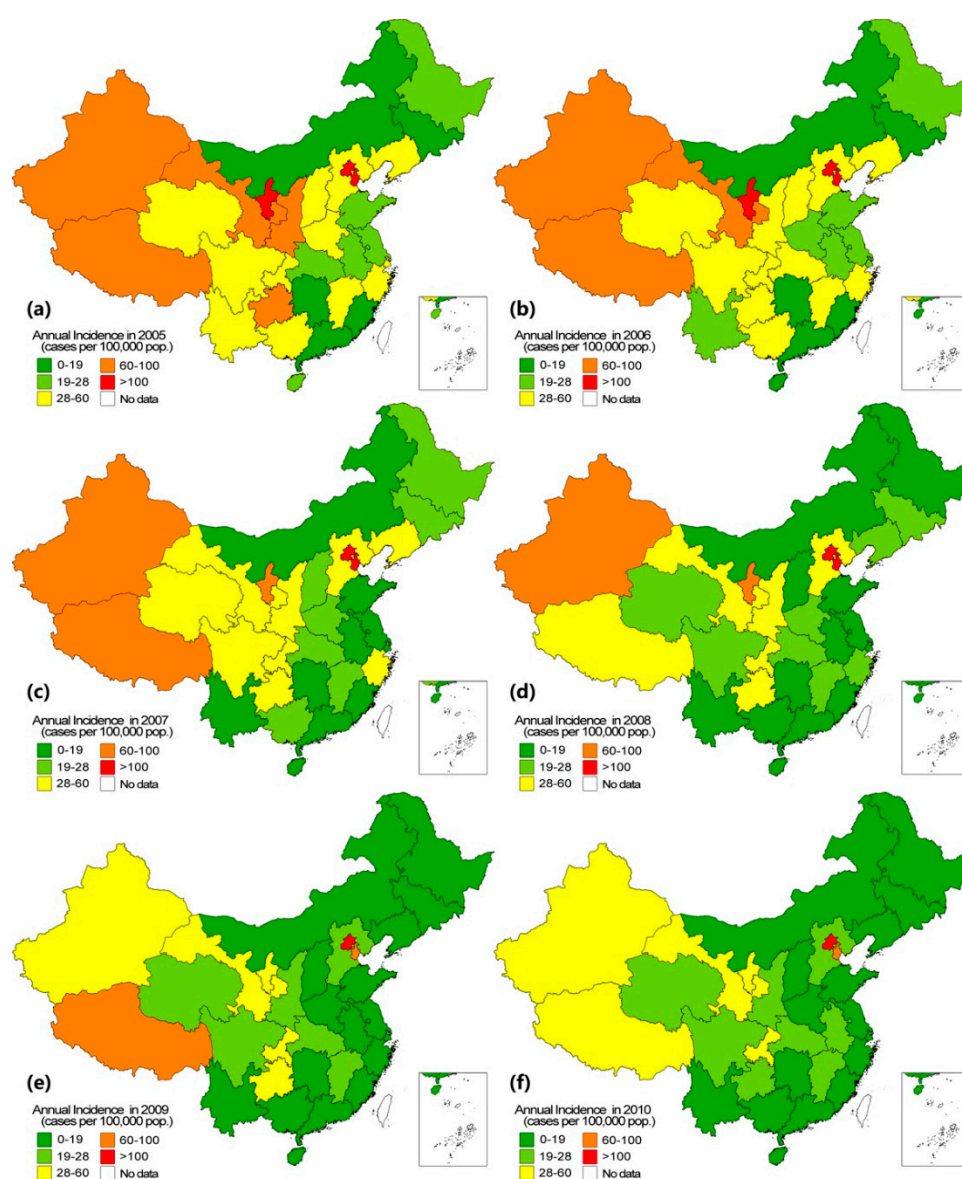 (a)
Annual Incidence in 2005
(cases per 100,000 pop.)
0-19 60-100
19-28 >100
28-60 No data
(b)
Annual Incidence in 2006
(cases per 100,000 pop.)
0-19 60-100
19-28 >100
28-60 No data
(c)
Annual Incidence in 2007
(cases per 100,000 pop.)
0-19 60-100
19-28 >100
28-60 No data
(d)
Annual Incidence in 2008
(cases per 100,000 pop.)
0-19 60-100
19-28 >100
28-60 No data
(e)
Annual Incidence in 2009
(cases per 100,000 pop.)
0-19 60-100
19-28 >100
28-60 No data
(f)
Annual Incidence in 2010
(cases per 100,000 pop.)
0-19 60-100
19-28 >100
28-60 No data